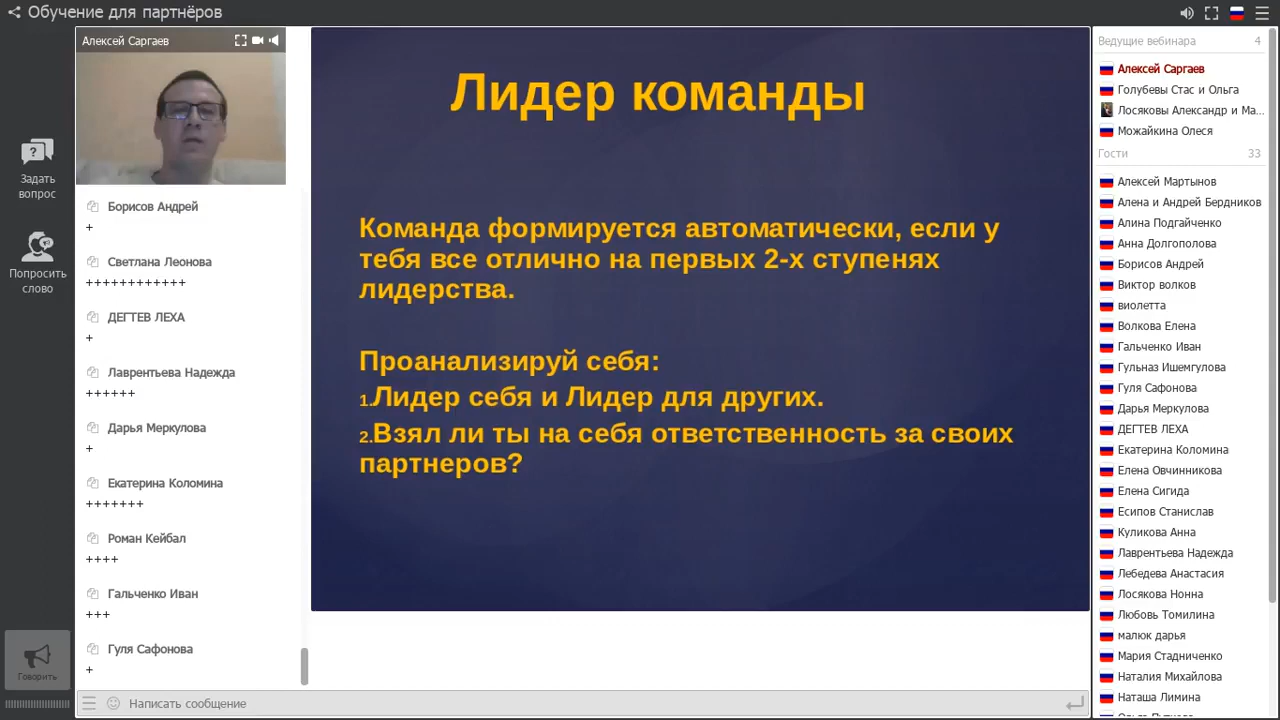 Обучение для партнёров
Алексей Саргаев
Задать
вопрос
Попросить
слово
Говорить
Борисов Андрей
+
Светлана Леонова
++++++++++++
ДЕГТЕВ ЛЕХА
+
Лаврентьева Надежда
++++++
Дарья Меркулова
+
Екатерина Коломина
+++++++
Роман Кейбал
++++
Гальченко Иван
+++
Гуля Сафонова
+
Написать сообщение
Лидер команды
Команда формируется автоматически, если у
тебя все отлично на первых 2-х ступенях
лидерства.
Проанализируй себя:
1.Лидер себя и Лидер для других.
2.Взял ли ты на себя ответственность за своих
партнеров?
Ведущие вебинара 4
Алексей Саргаев
Голубевы Стас и Ольга
Лосяковы Александр и Ма...
Можайкина Олеся
Гости 33
Алексей Мартынов
Алена и Андрей Бердников
Алина Подгайченко
Анна Долгополова
Борисов Андрей
Виктор волков
виолетта
Волкова Елена
Гальченко Иван
Гульназ Ишемгулова
Гуля Сафонова
Дарья Меркулова
ДЕГТЕВ ЛЕХА
Екатерина Коломина
Елена Овчинникова
Елена Сигида
Есипов Станислав
Куликова Анна
Лаврентьева Надежда
Лебедева Анастасия
Лосякова Нонна
Любовь Томилина
малюк дарья
Мария Стадниченко
Наталия Михайлова
Наташа Лимина